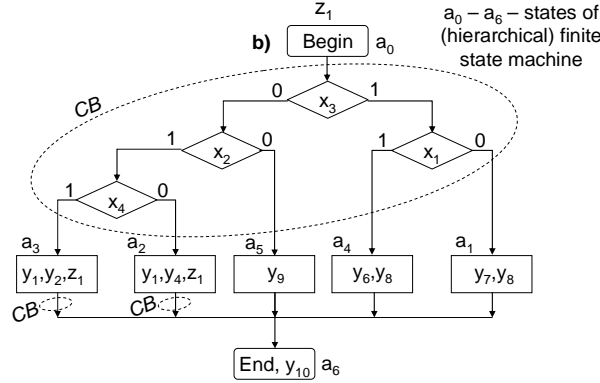 z1
a0 – a6 – states of
(hierarchical) finite
state machine
b)
Begin
a0
CB
0
x3
1
1
x2
0
0
x1
1
1
x4
0
a3
a2
a5
a4
a1
y1,y2,z1
y1,y4,z1
y9
y6,y8
y7,y8
CB
CB
End, y10
a6